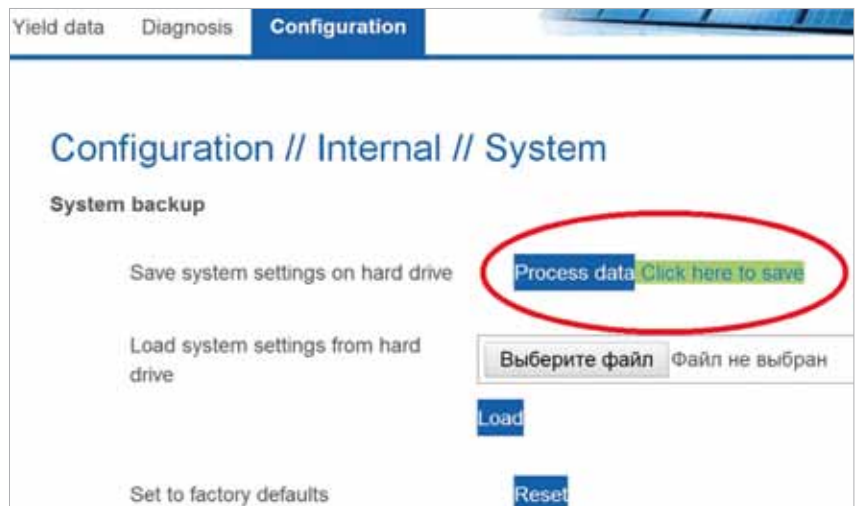 Yield data Diagnosis Configuration
Configuration // Internal // System
System backup
Save system settings on hard drive Process data Click here to save
Load system settings from hard
drive
Выберите файл Файл не выбран
Load
Set to factory defaults Reset